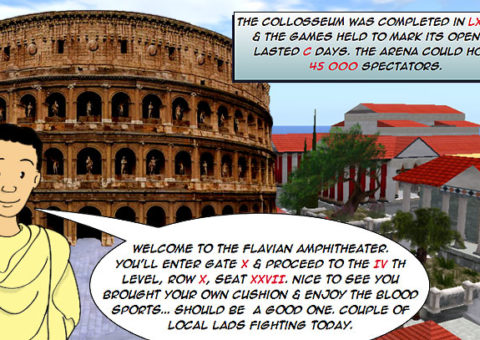 THE COLLOSSEUM WAS COMPLETED IN
& THE GAMES HELD TO MARK ITS
LASTED C DAYS. THE ARENA COULD
45 000 SPECTATORS.
WELCOME TO THE FLAVIAN AMPHITHEATER.
YOU'LL ENTER GATE X & PROCEED TO THE IV TH
LEVEL, ROW X, SEAT XXVII. NICE TO SEE YOU
BROUGHT YOUR OWN CUSHION & ENJOY THE BLOOD
SPORTS... SHOULD BE A GOOD ONE. COUPLE OF
LOCAL LADS FIGHTING TODAY.